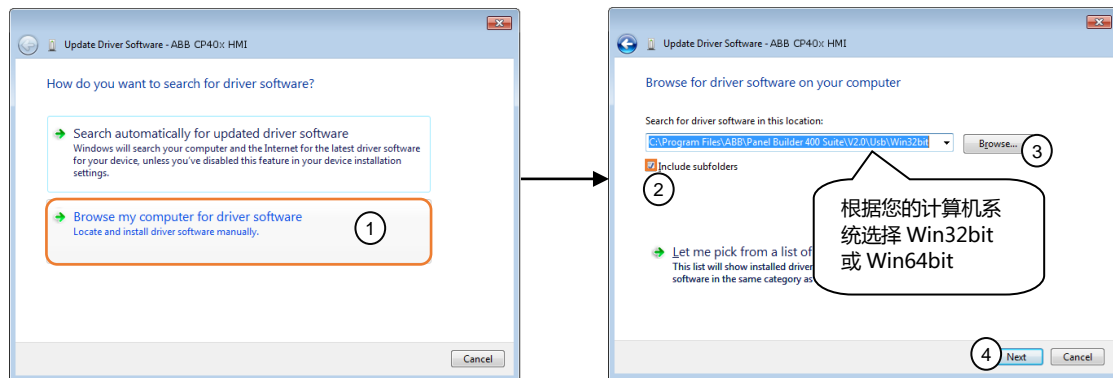 Update Driver Software - ABB CP40x HMI
How do you want to search for driver software?
Search automatically for updated driver software
Windows will search your computer and the Internet for the latest driver software
for your device, unless you've disabled this feature in your device installation
settings.
Browse my computer for driver software
Locate and install driver software manually.
1
Cancel
Update Driver Software - ABB CP40x HMI
Browse for driver software on your computer
Search for driver software in this location:
C:\Program Files\ABB\Panel Builder 400 Suite\V2.0\Usb\Win32bit
Browse...
3
Include subfolders
2
根据您的计算机系
统选择 Win32bit
或 Win64bit
Let me pick from a list of
This list will show installed driver
software in the same category as
4
Next
Cancel